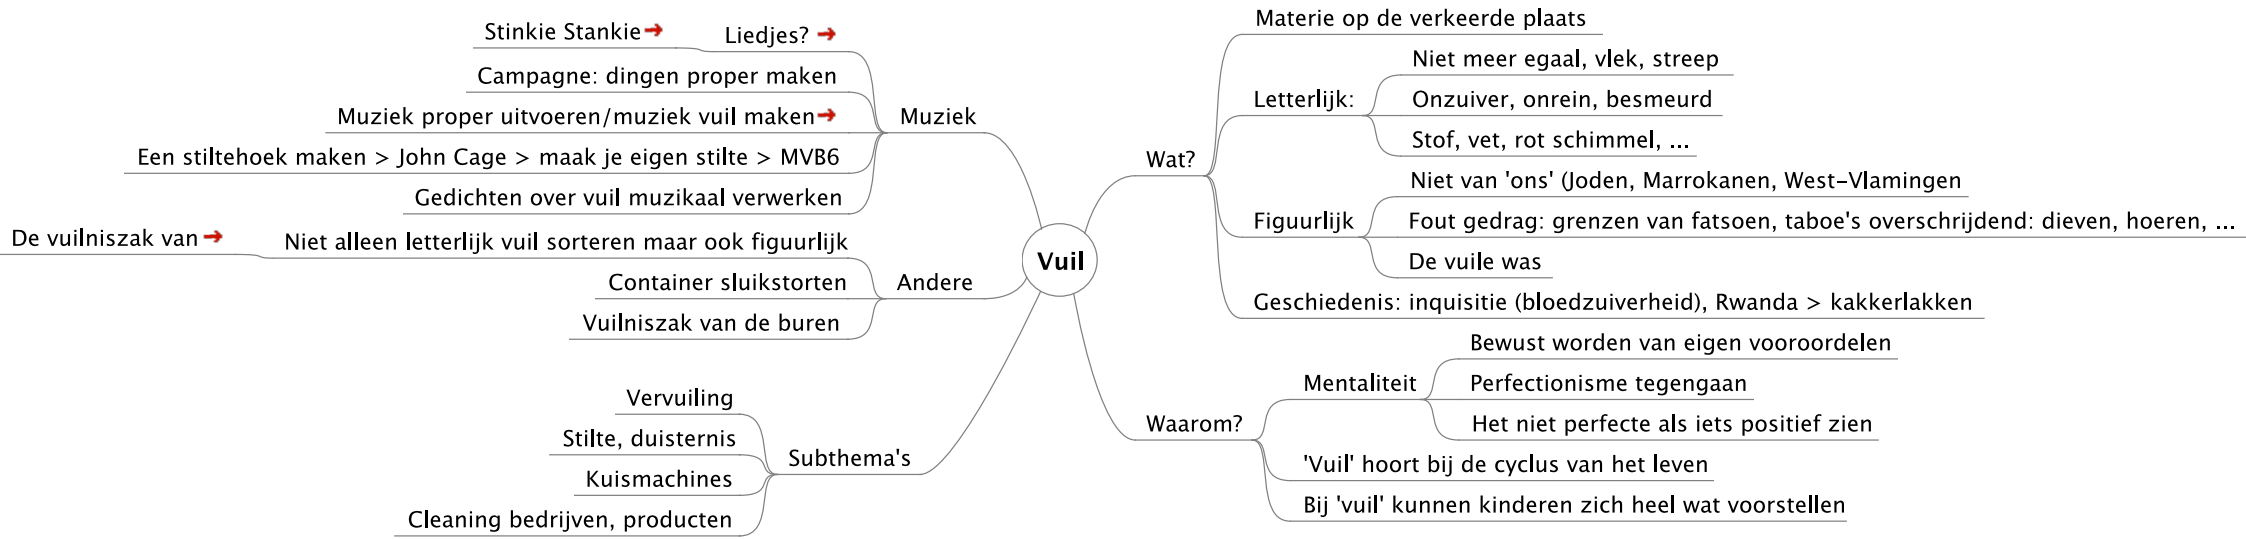 Vuil
Wat?
Materie op de verkeerde plaats
Letterlijk:
Niet meer egaal, vlek, streep
Onzuiver, onrein, besmeurd
Stof, vet, rot schimmel, ...
Figuurlijk
Niet van 'ons' (Joden, Marrokanen, West-Vlamingen
Fout gedrag: grenzen van fatsoen, taboe's overschrijdend: dieven, hoeren, ...
De vuile was
Geschiedenis: inquisitie (bloedzuiverheid), Rwanda > kakkerlakken
Waarom?
Mentaliteit
Bewust worden van eigen vooroordelen
Perfectionisme tegengaan
Het niet perfecte als iets positief zien
'Vuil' hoort bij de cyclus van het leven
Bij 'vuil' kunnen kinderen zich heel wat voorstellen
Muziek
Liedjes?
Stinkie Stankie
Campagne: dingen proper maken
Muziek proper uitvoeren/muziek vuil maken
Een stiltehoek maken > John Cage > maak je eigen stilte > MVB6
Gedichten over vuil muzikaal verwerken
Andere
Niet alleen letterlijk vuil sorteren maar ook figuurlijk
De vuilniszak van
Container sluikstorten
Vuilniszak van de buren
Subthema's
Vervuiling
Stilte, duisternis
Kuismachines
Cleaning bedrijven, producten